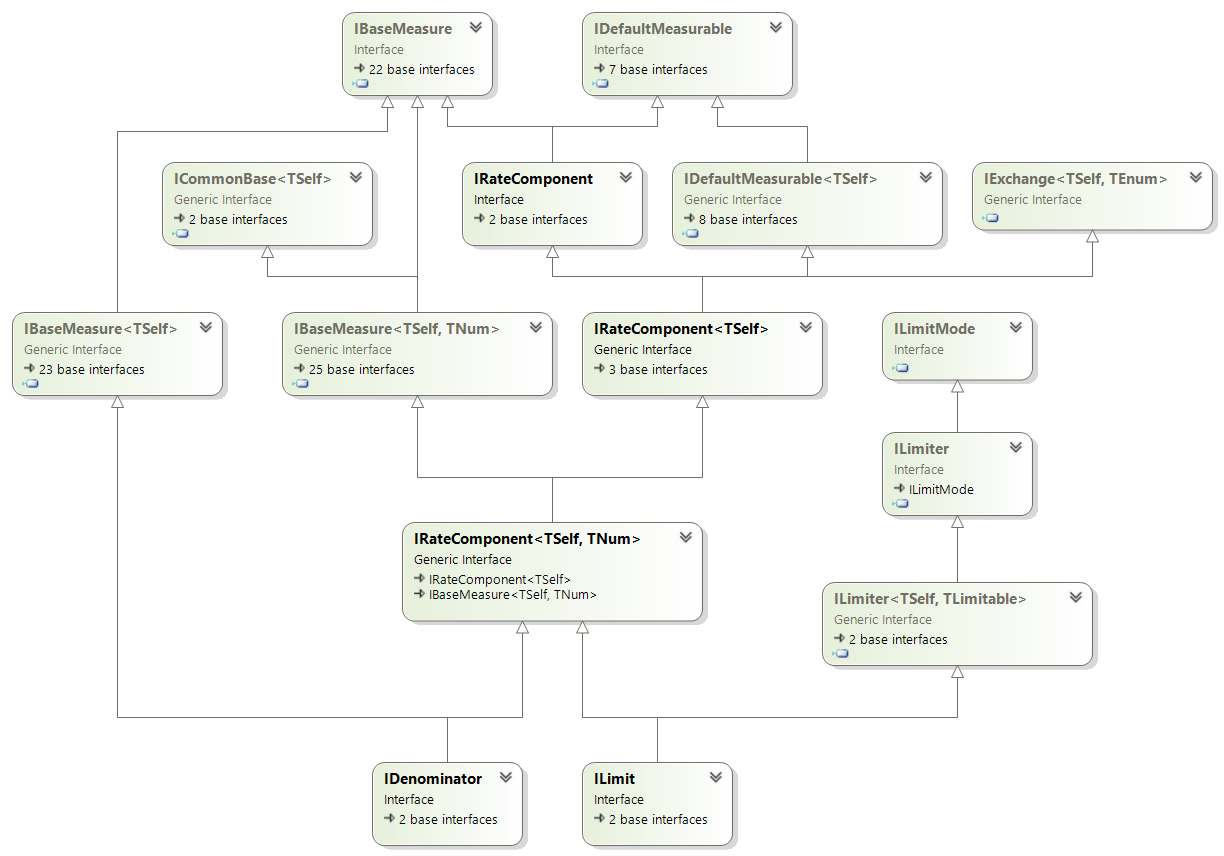 IBaseMeasure
Interface
22 base interfaces
IDefaultMeasurable
Interface
7 base interfaces
ICommonBase<TSelf>
Generic Interface
2 base interfaces
IRateComponent
Interface
2 base interfaces
IDefaultMeasurable<TSelf>
Generic Interface
8 base interfaces
IExchange<TSelf, TEnum>
Generic Interface
IBaseMeasure<TSelf>
Generic Interface
23 base interfaces
IBaseMeasure<TSelf, TNum>
Generic Interface
25 base interfaces
IRateComponent<TSelf>
Generic Interface
3 base interfaces
ILimitMode
Interface
ILimiter
Interface
ILimitMode
IRateComponent<TSelf, TNum>
Generic Interface
IRateComponent<TSelf>
IBaseMeasure<TSelf, TNum>
ILimiter<TSelf, TLimitable>
Generic Interface
2 base interfaces
IDenominator
Interface
2 base interfaces
ILimit
Interface
2 base interfaces